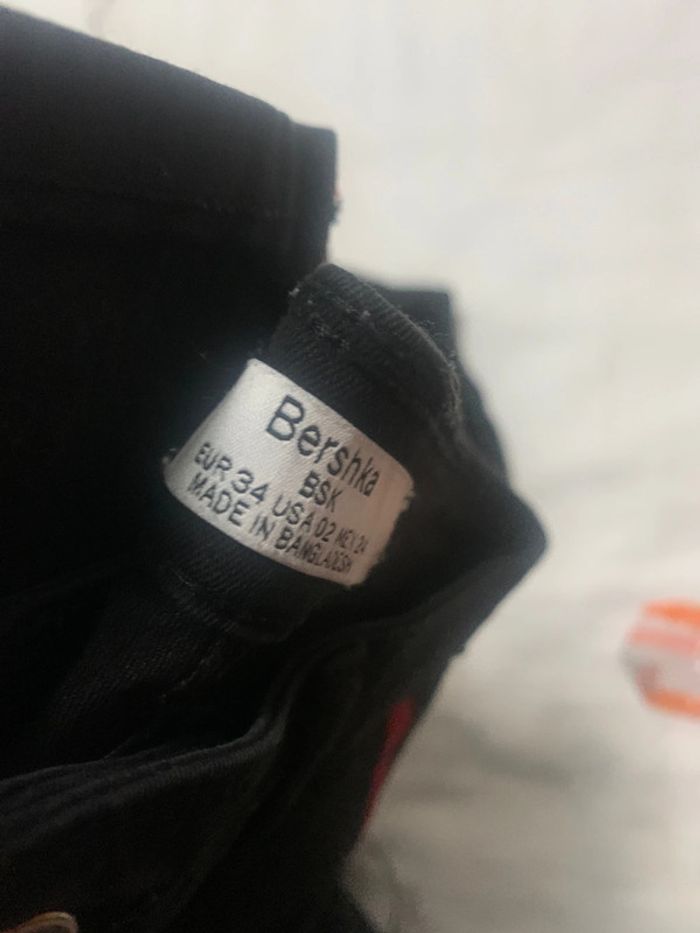 Bershka
BSK
EUR 34 USA 02 MEX 24
MADE IN BANGLADESH